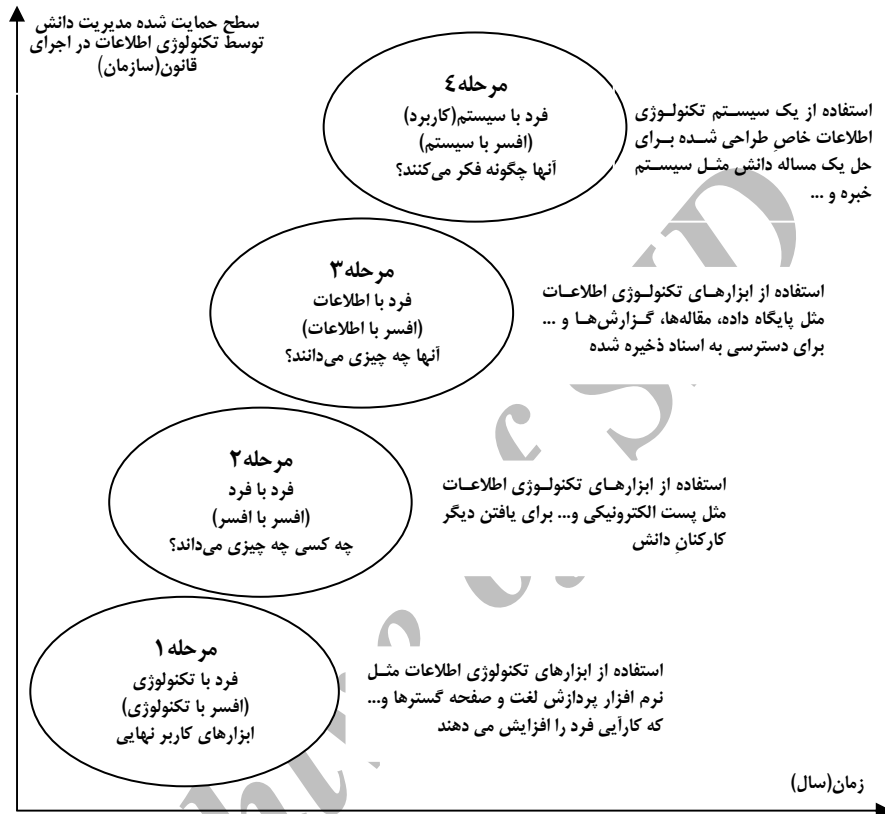 سطح حمایت شده مدیریت دانش
توسط تکنولوژی اطلاعات در اجرای
قانون(سازمان)
مرحله٤
فرد با سیستم(کاربرد)
(افسر با سیستم)
آنها چگونه فکر می‌کنند؟
استفاده از یک سیستم تکنولوژی
اطلاعات خاصِ طراحی شده برای
حل یک مساله دانش مثل سیستم
خبره و ...
مرحله۳
فرد با اطلاعات
(افسر با اطلاعات)
آنها چه چیزی می‌دانند؟
استفاده از ابزارهای تکنولوژی اطلاعات
مثل پایگاه داده، مقاله‌ها، گزارش‌ها و ...
برای دسترسی به اسناد ذخیره شده
مرحله۲
فرد با فرد
(افسر با افسر)
چه کسی چه چیزی می‌داند؟
استفاده از ابزارهای تکنولوژی اطلاعات
مثل پست الکترونیکی و... برای یافتن دیگر
کارکنانِ دانش
مرحله۱
فرد با تکنولوژی
(افسر با تکنولوژی)
ابزارهای کاربر نهایی
استفاده از ابزارهای تکنولوژی اطلاعات مثل
نرم افزار پردازش لغت و صفحه گسترها و...
که کارآیی فرد را افزایش می دهند
زمان(سال)